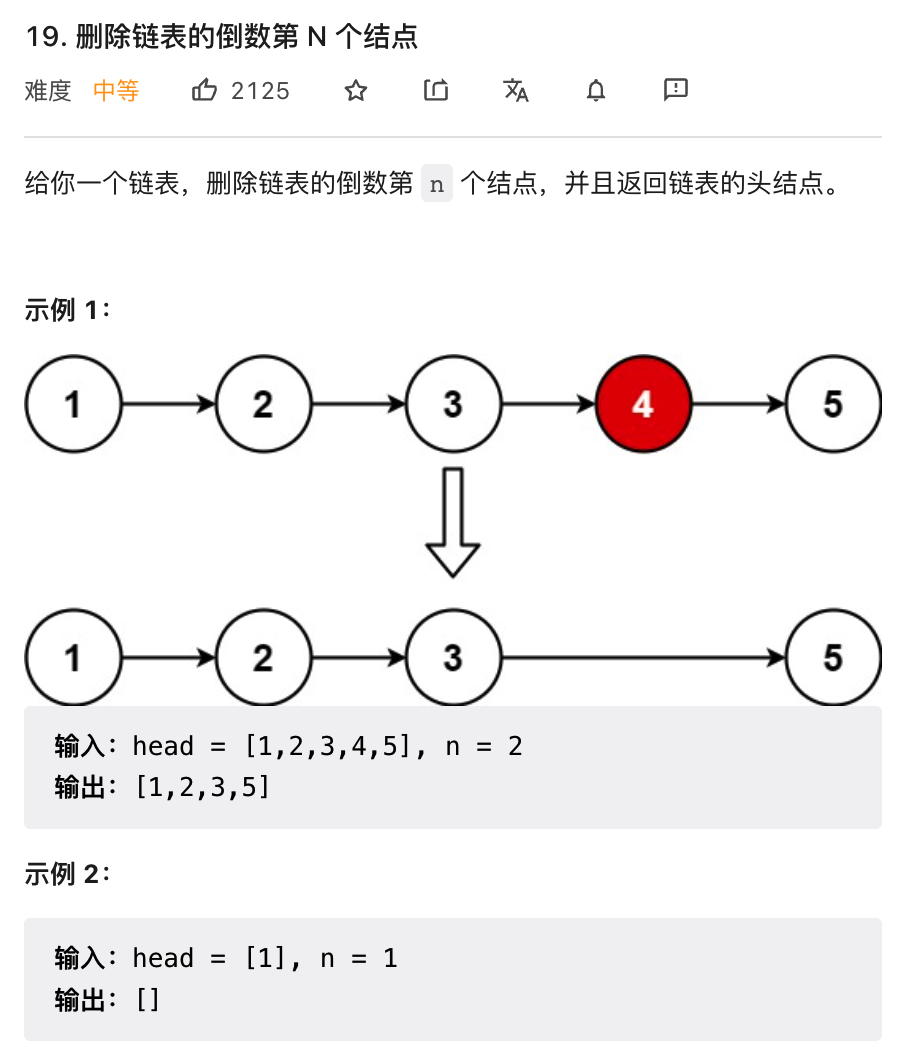 19. 删除链表的倒数第 N 个结点
难度 中等 2125
给你一个链表，删除链表的倒数第 n 个结点，并且返回链表的头结点。
示例 1：
1 2 3 4 5
1 2 3 5
输入：head = [1,2,3,4,5], n = 2
输出：[1,2,3,5]
示例 2：
输入：head = [1], n = 1
输出：[]